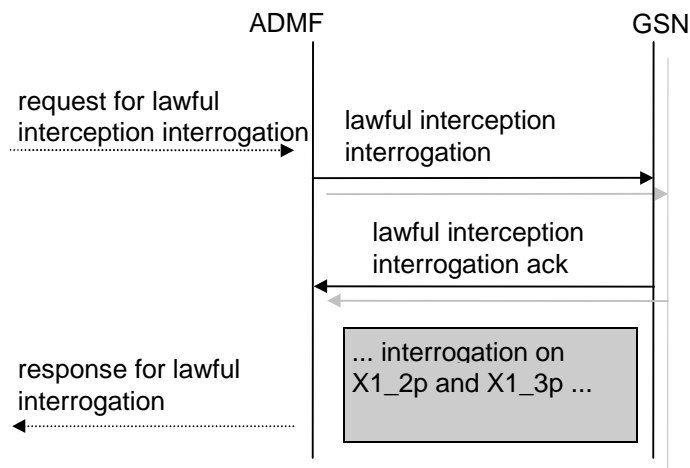 ADMF
GSN
request for lawful
interception interrogation
lawful interception
interrogation
lawful interception
interrogation ack
... interrogation on
X1_2p and X1_3p ...
response for lawful
interrogation